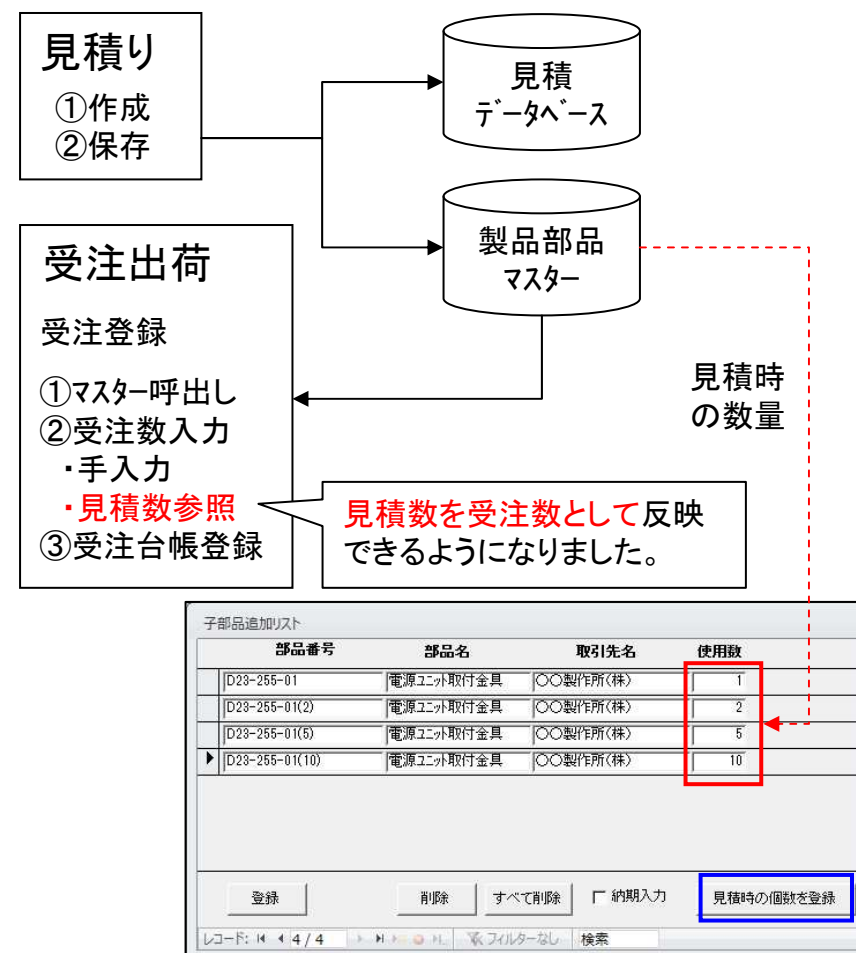 見積り
①作成
②保存
見積
データベース
製品部品
マスター
受注出荷
受注登録
①マスター呼出し
②受注数入力
・手入力
・見積数参照
③受注台帳登録
見積数を受注数として反映
できるようになりました。
見積時
の数量
子部品追加リスト
部品番号 部品名 取引先名 使用数
D23-255-01 電源ユニット取付金具 〇〇製作所(株) 1
D23-255-01(2) 電源ユニット取付金具 〇〇製作所(株) 2
D23-255-01(5) 電源ユニット取付金具 〇〇製作所(株) 5
D23-255-01(10) 電源ユニット取付金具 〇〇製作所(株) 10
登録 削除 すべて削除 納期入力 見積時の個数を登録
レコード: 4 / 4 フィルターなし 検索